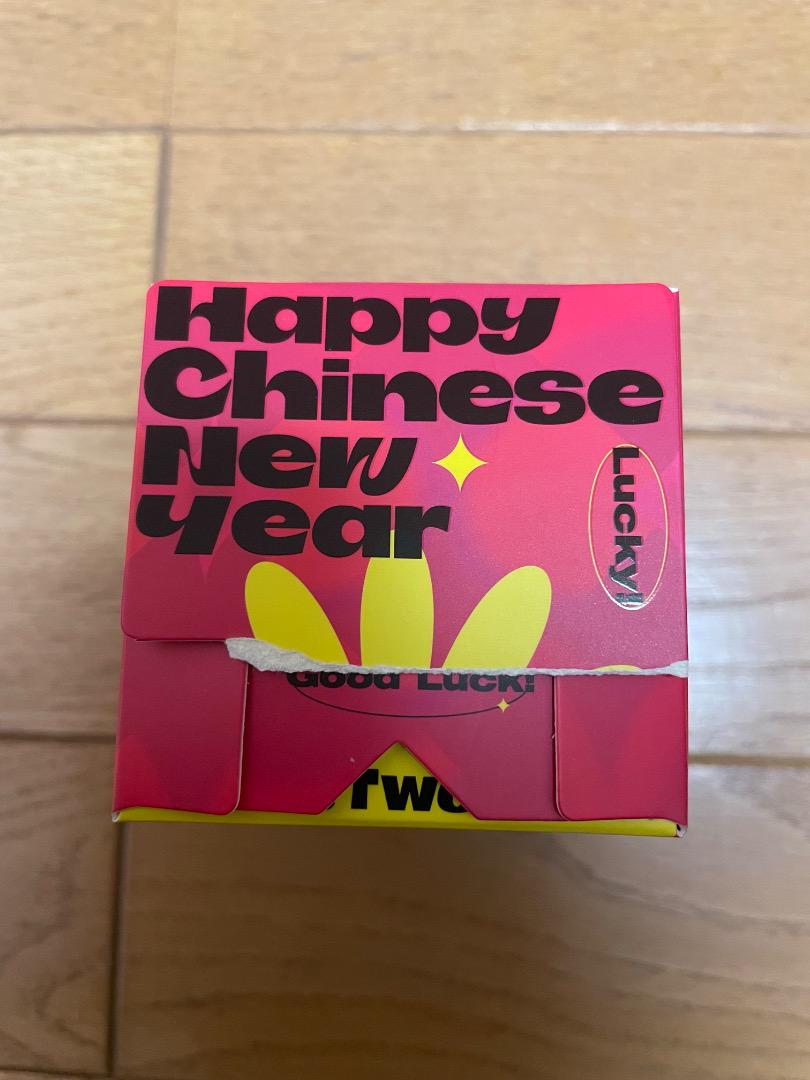 Happy
Chinese
New
Year
Lucky!
Good Luck!